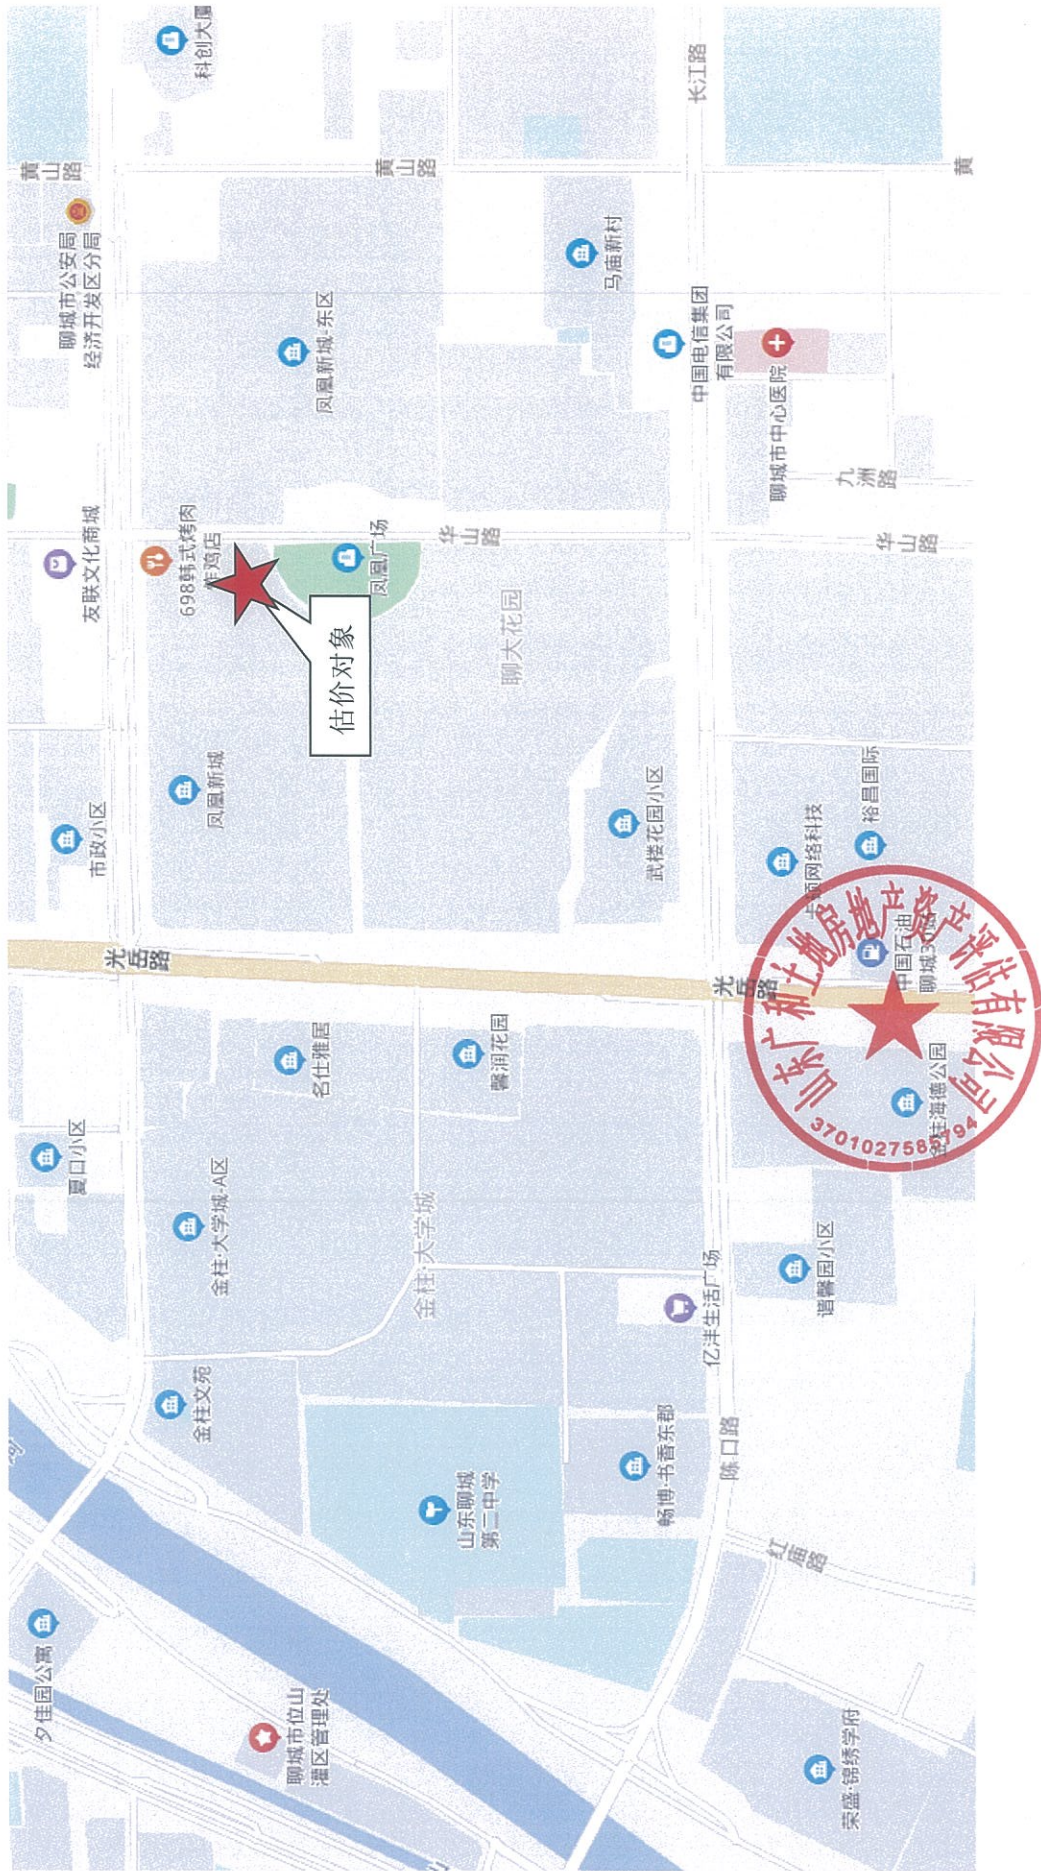 夕佳园公寓
聊城市位山
灌区管理处
荣盛·锦绣学府
金柱文苑
山东聊城
第二中学
畅博·书香东郡
红庙路
陈口路
夏口小区
金柱·大学城-A区
金柱·大学城
亿沣生活广场
谐馨园小区
名仕雅居
馨润花园
金柱海德公园
光岳路
光岳路
中国石油
市政小区
凤凰新城
武楼花园小区
裕昌国际
友联文化商城
698韩式烤肉
炸鸡店
凤凰广场
估价对象
聊大花园
华山路
华山路
九洲路
聊城市公安局
经济开发区分局
凤凰新城-东区
马庙新村
中国电信集团
有限公司
聊城市中心医院
黄山路
黄山路
黄
长江路
科创大厦
山东广和土地房地产资产评估有限公司